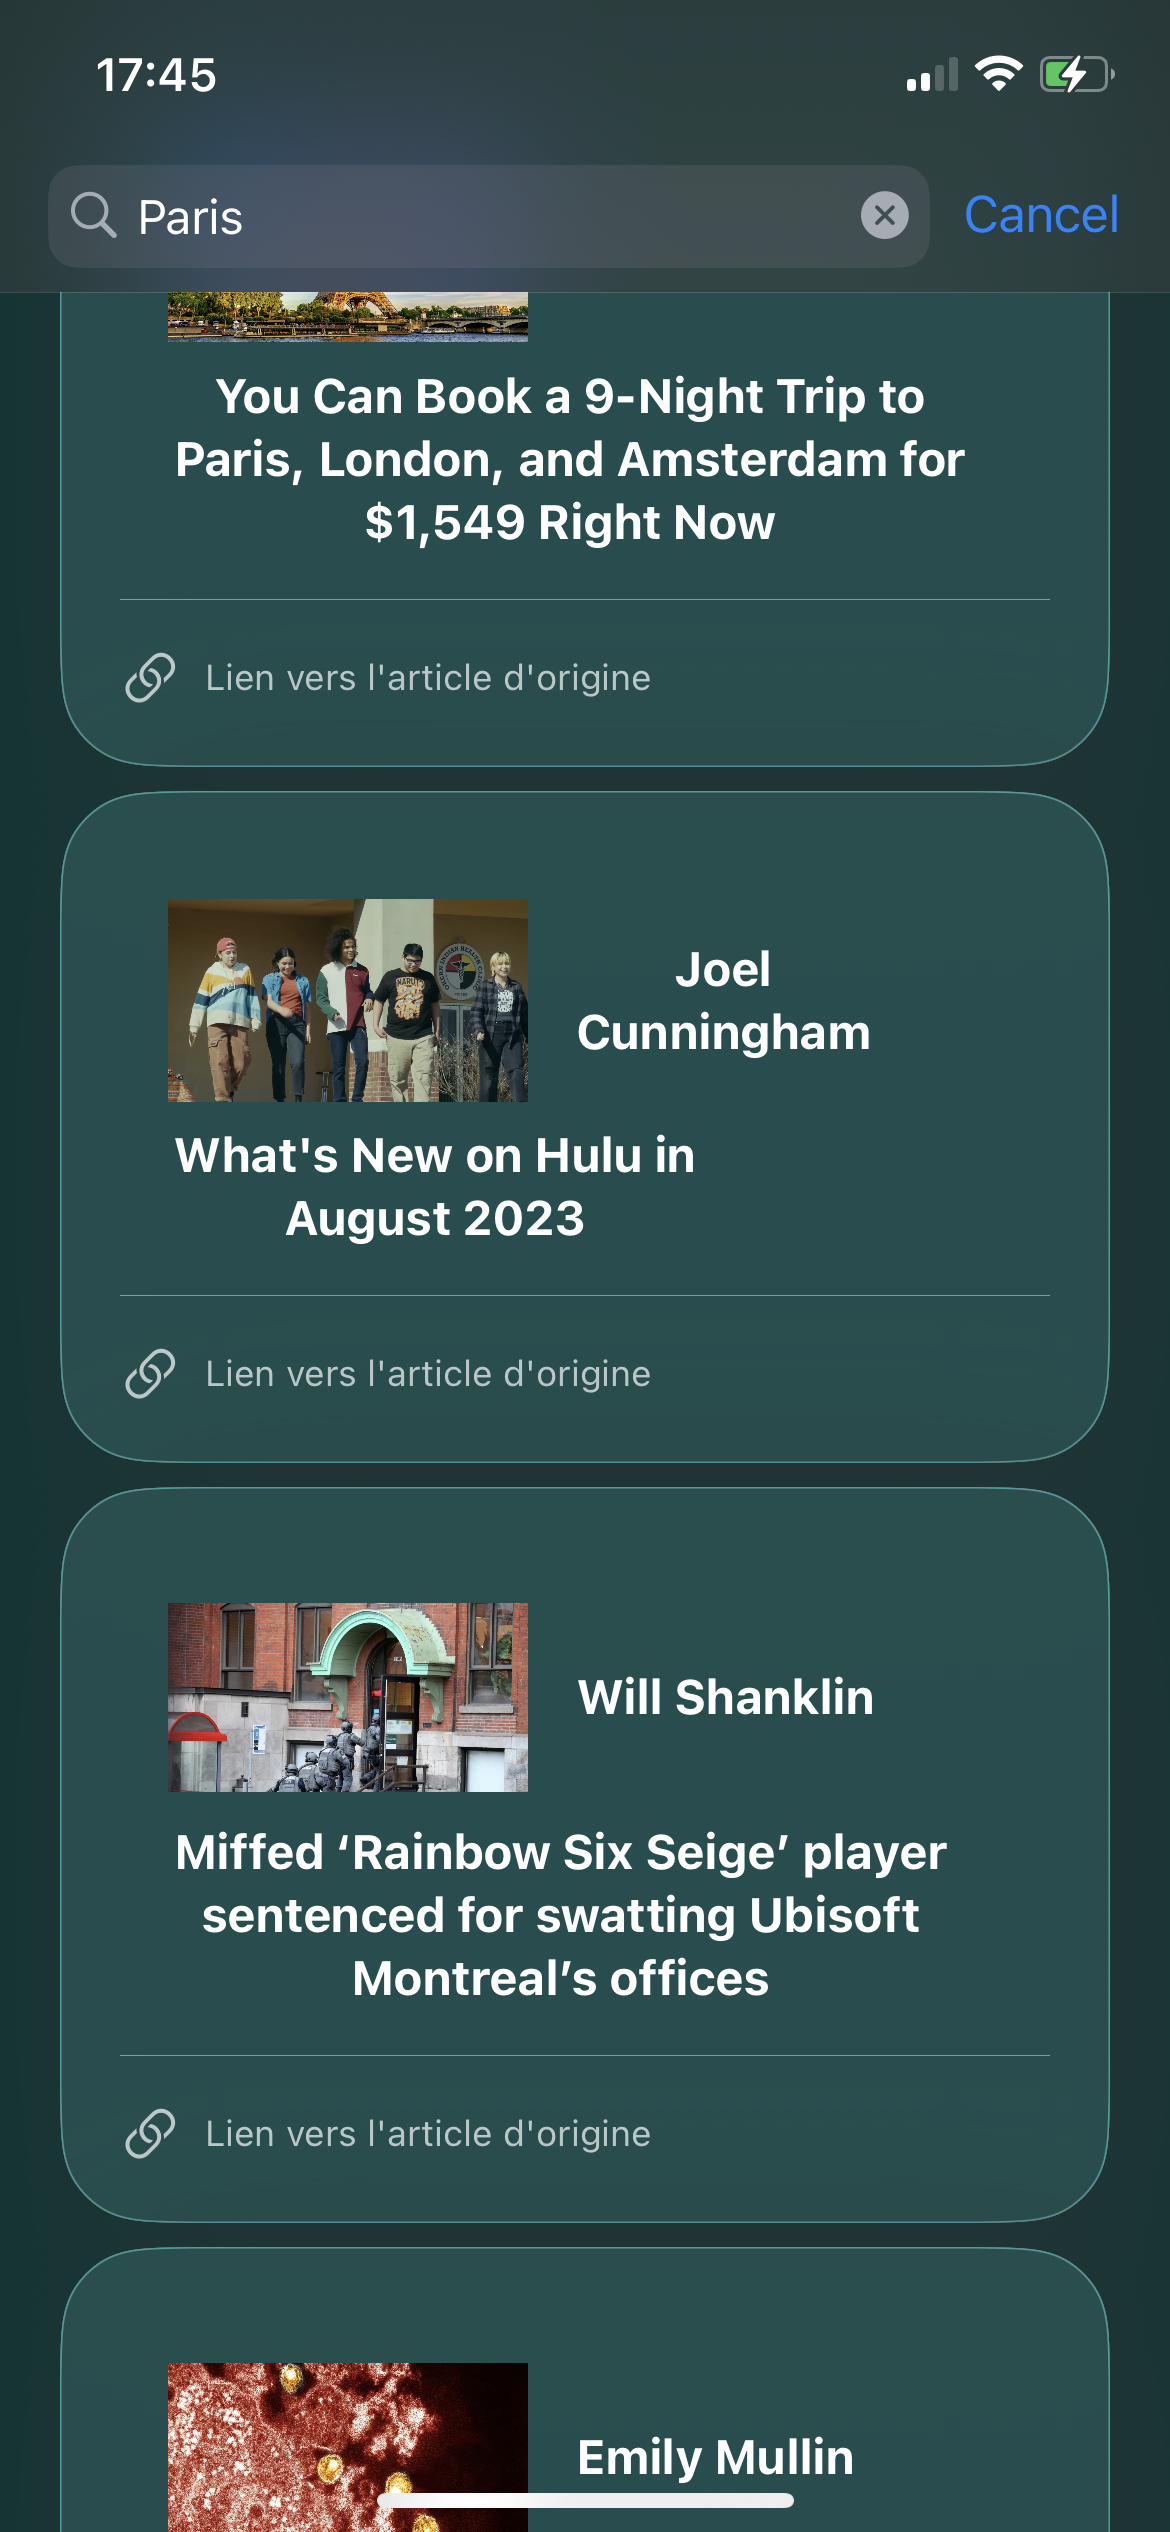 17:45
Paris
Cancel
You Can Book a 9-Night Trip to
Paris, London, and Amsterdam for
$1,549 Right Now
Lien vers l'article d'origine
Joel
Cunningham
What's New on Hulu in
August 2023
Lien vers l'article d'origine
Will Shanklin
Miffed ‘Rainbow Six Seige’ player
sentenced for swatting Ubisoft
Montreal’s offices
Lien vers l'article d'origine
Emily Mullin